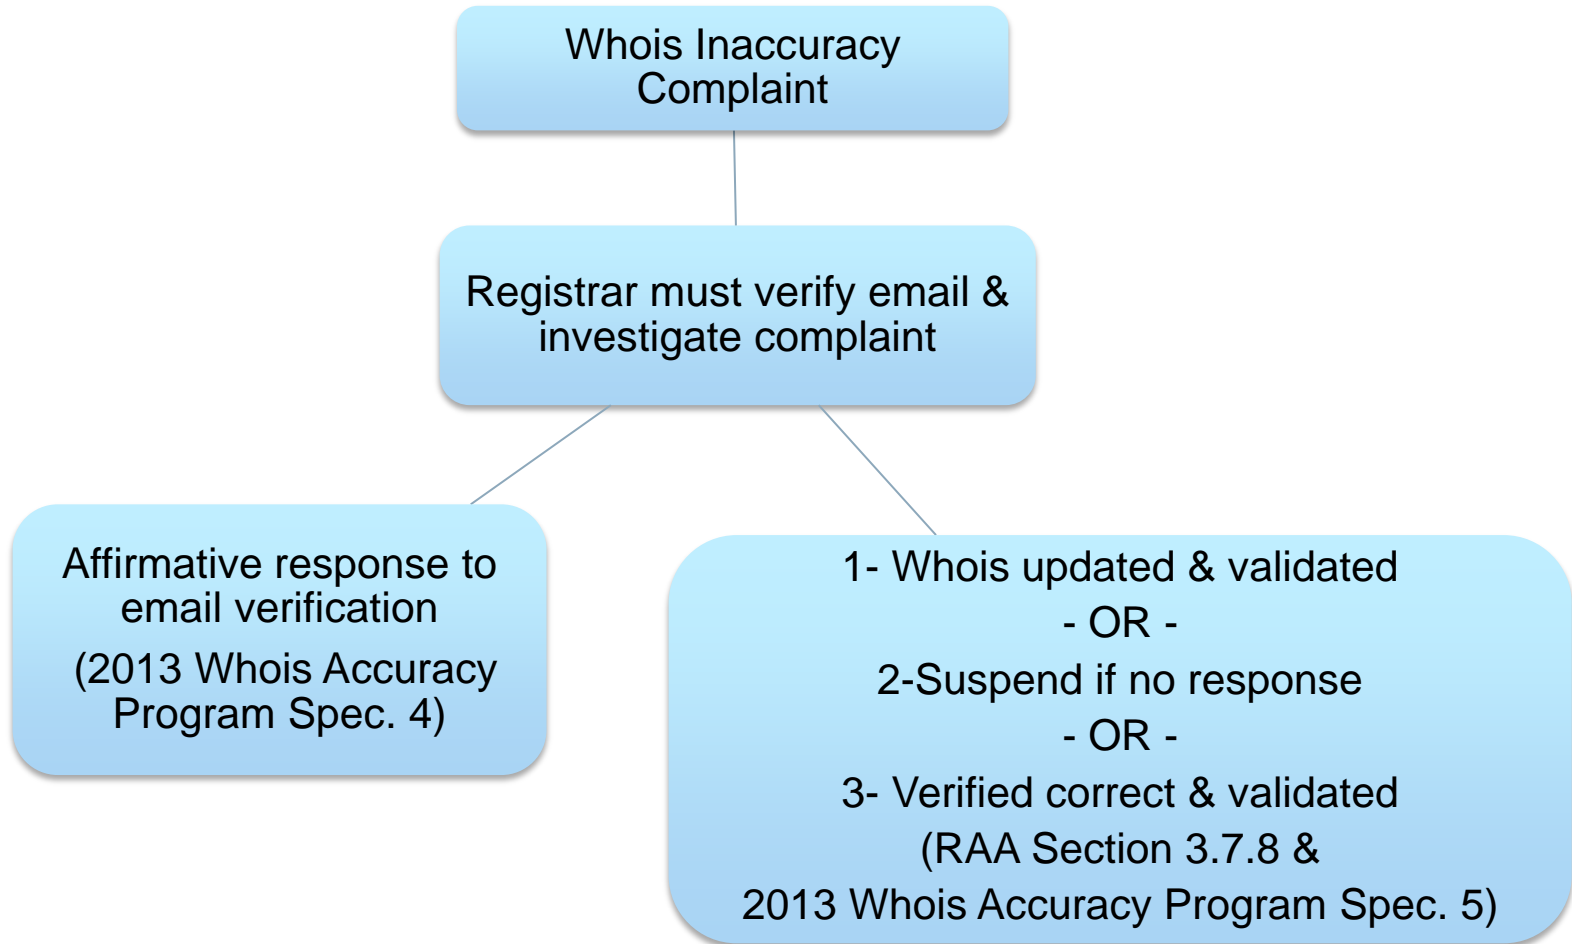 Whois Inaccuracy
Complaint
Registrar must verify email &
investigate complaint
Affirmative response to
email verification
(2013 Whois Accuracy
Program Spec. 4)
1- Whois updated & validated
- OR -
2-Suspend if no response
- OR -
3- Verified correct & validated
(RAA Section 3.7.8 &
2013 Whois Accuracy Program Spec. 5)